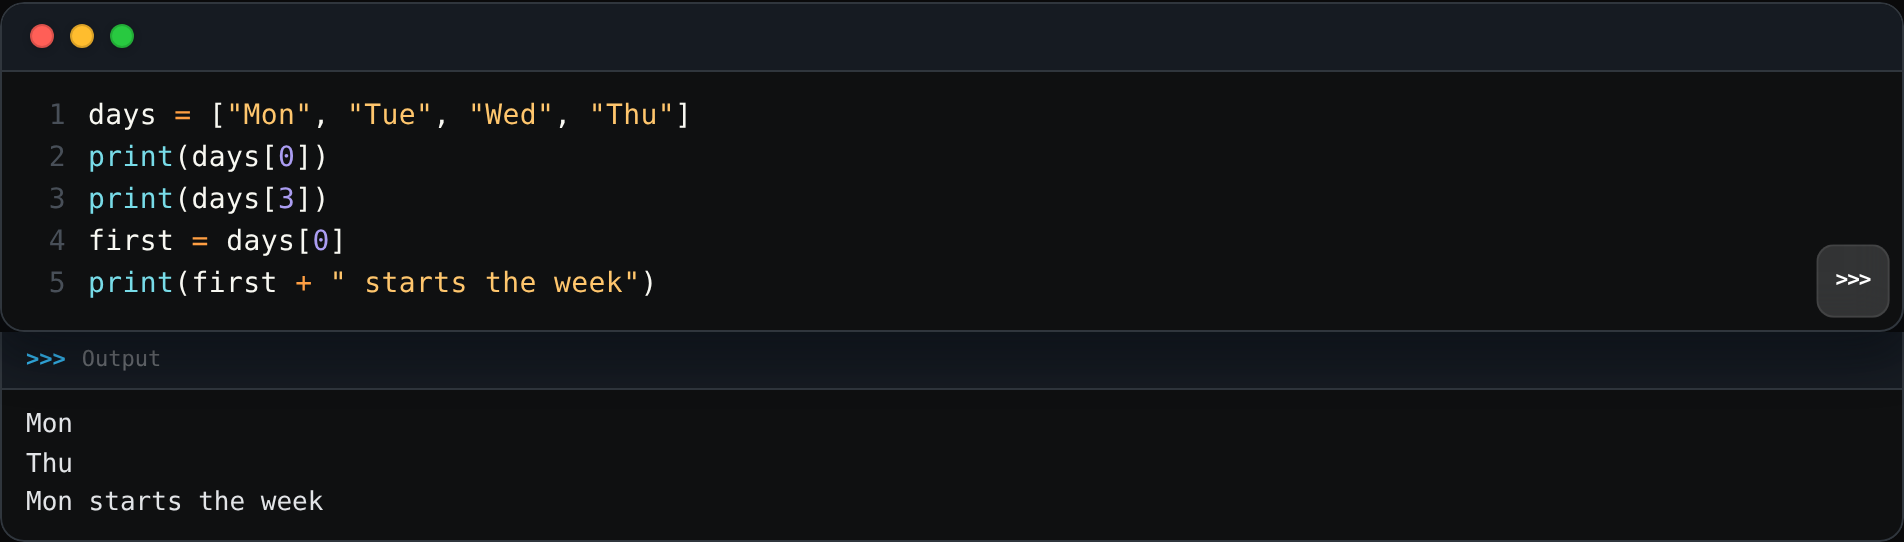 1 days = ["Mon", "Tue", "Wed", "Thu"]
2 print(days[0])
3 print(days[3])
4 first = days[0]
5 print(first + " starts the week")
>>>
>>> Output
Mon
Thu
Mon starts the week